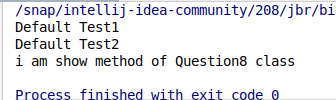 /snap/intellij-idea-community/208/jbr/bi
Default Test1
Default Test2
i am show method of Question8 class
Process finished with exit code 0